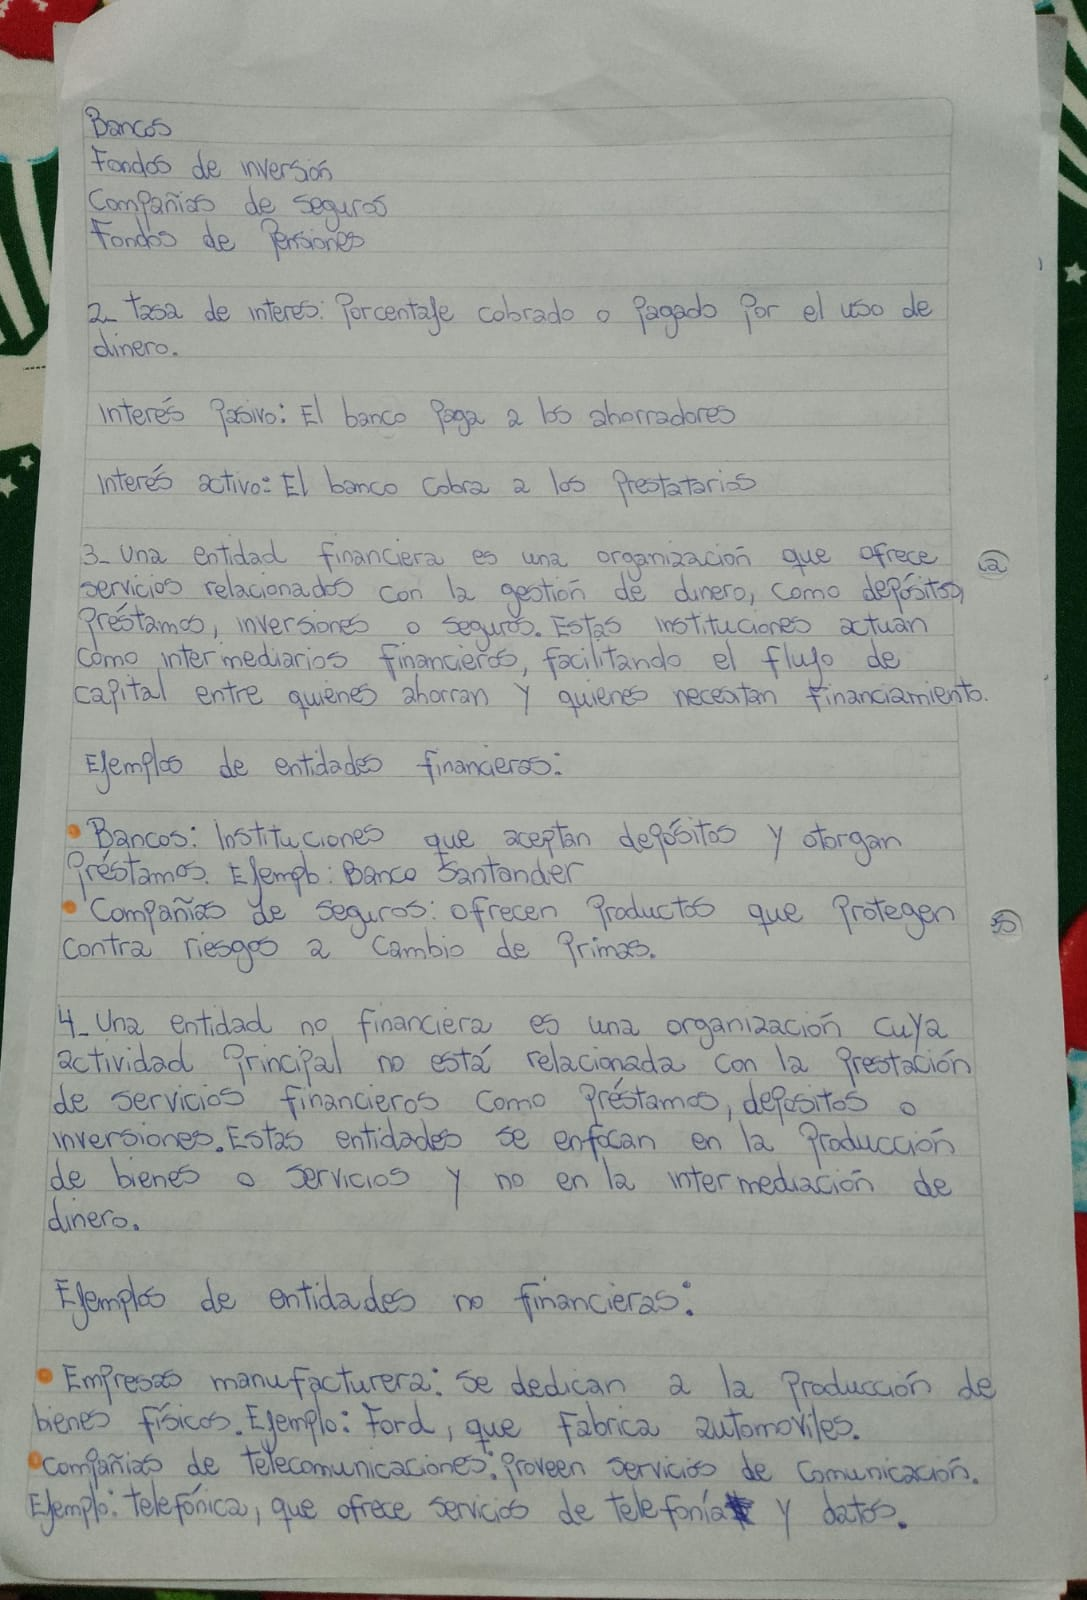 Bancos
Fondos de inversión
Compañias de seguros
Fondos de Pensiones
2- tasa de interes: Porcentaje cobrado o Pagado Por el uso de
dinero.
Interés Pasivo: El banco Paga a los ahorradores
Interés activo: El banco cobra a los Prestatarios
3- Una entidad financiera es una organización que ofrece
servicios relacionados con la gestión de dinero, como depósitos,
Préstamos, inversiones o seguros. Estas instituciones actuan
como intermediarios financieros, facilitando el flujo de
capital entre quienes ahorran y quienes necesitan financiamiento.
Ejemplos de entidades financieras:
• Bancos: Instituciones que aceptan depósitos y otorgan
Préstamos. Ejemplo: Banco Santander
• Compañias de seguros: ofrecen Productos que Protegen
contra riesgos a cambio de Primas.
4- Una entidad no financiera es una organización cuya
actividad Principal no está relacionada con la Prestación
de servicios financieros como Préstamos, depositos o
inversiones. Estas entidades se enfocan en la Producción
de bienes o servicios y no en la intermediación de
dinero.
Ejemplos de entidades no financieras:
• Empresas manufacturera: se dedican a la Producción de
bienes físicos. Ejemplo: Ford, que Fabrica automoviles.
• compañias de telecomunicaciones: Proveen servicios de comunicación.
Ejemplo: telefónica, que ofrece servicios de telefonía y datos.